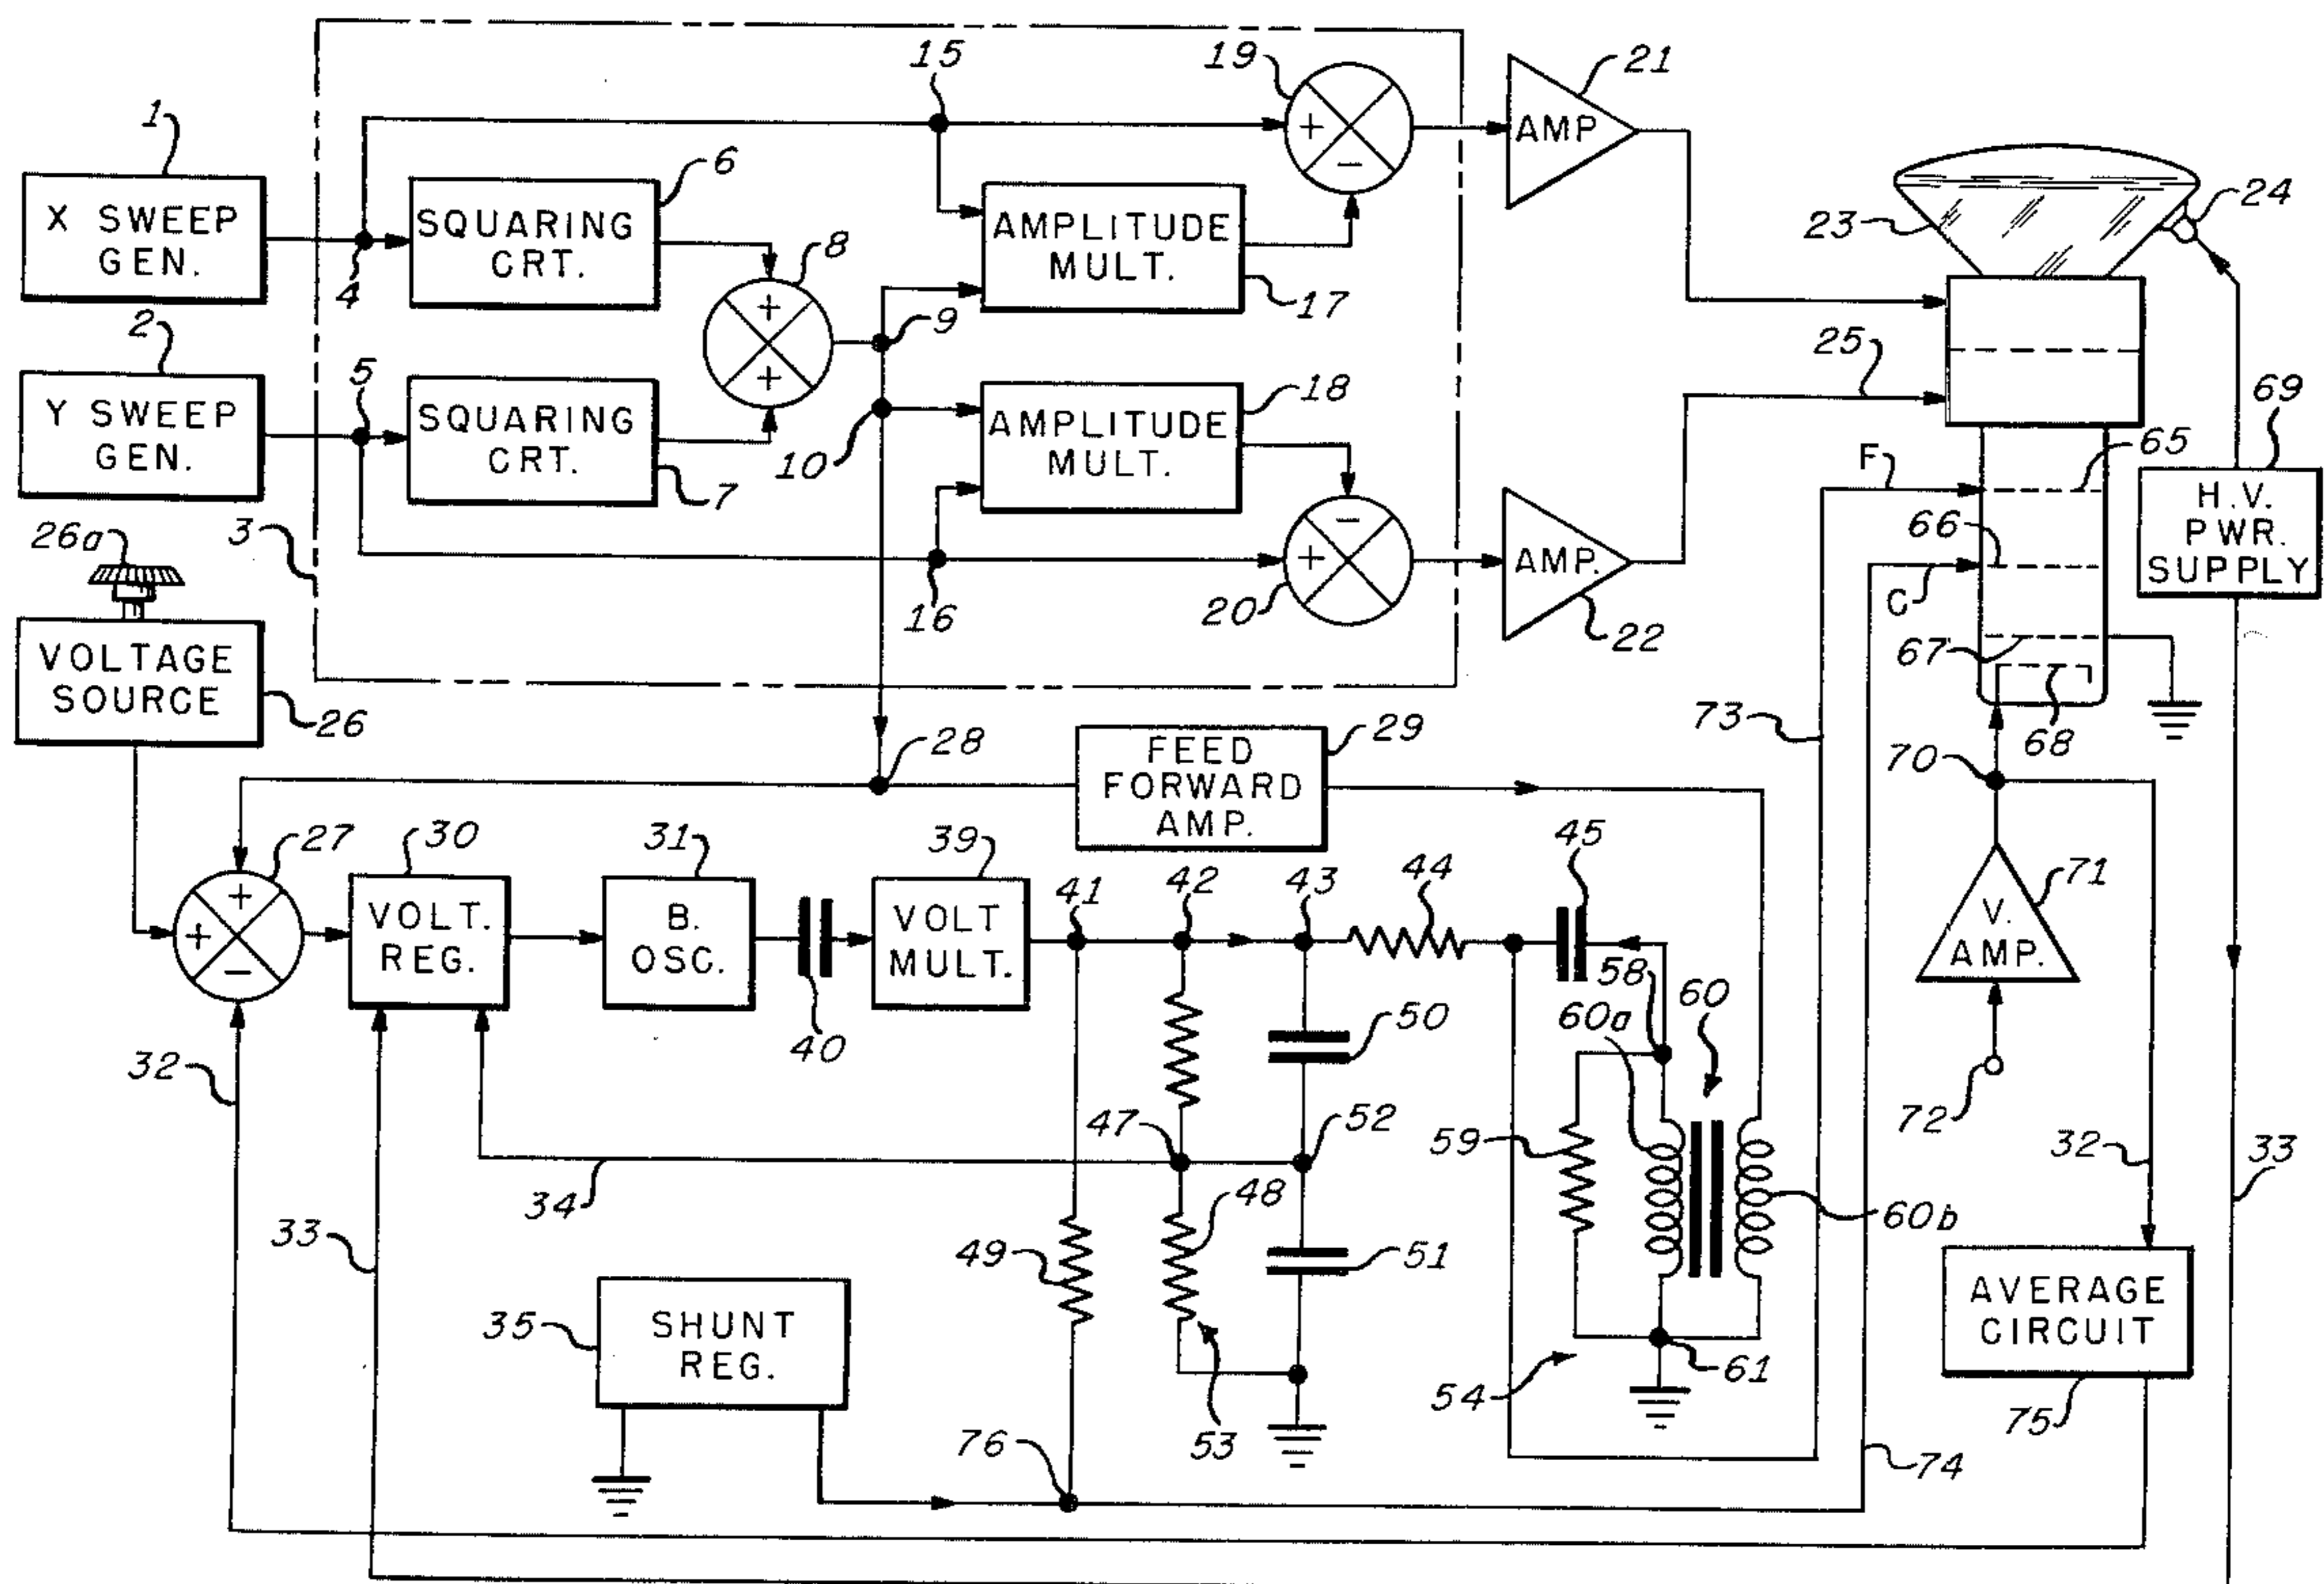 1
X SWEEP
GEN.
4
6
SQUARING
CRT.
15
19
+
−
21
AMP
8
+
+
9
AMPLITUDE
MULT.
17
23
24
2
Y SWEEP
GEN.
5
SQUARING
CRT.
7
10
18
AMPLITUDE
MULT.
25
3
16
−
+
20
AMP.
22
F
65
66
C
67
68
69
H.V.
PWR.
SUPPLY
26a
VOLTAGE
SOURCE
26
28
29
FEED
FORWARD
AMP.
73
70
27
+
+
−
30
VOLT.
REG.
31
B.
OSC.
40
39
VOLT
MULT.
41
42
43
44
45
58
60a
60
71
V.
AMP.
72
32
50
47
52
59
34
48
51
60b
32
33
33
49
35
SHUNT
REG.
53
54
61
AVERAGE
CIRCUIT
75
76
74